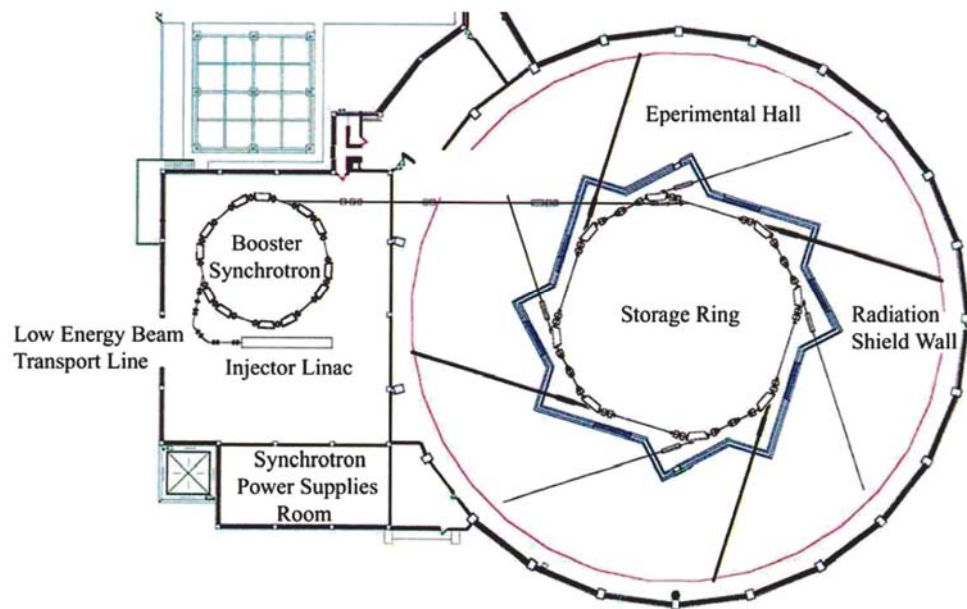 Eperimental Hall
Booster
Synchrotron
Storage Ring
Radiation
Shield Wall
Low Energy Beam
Transport Line
Injector Linac
Synchrotron
Power Supplies
Room